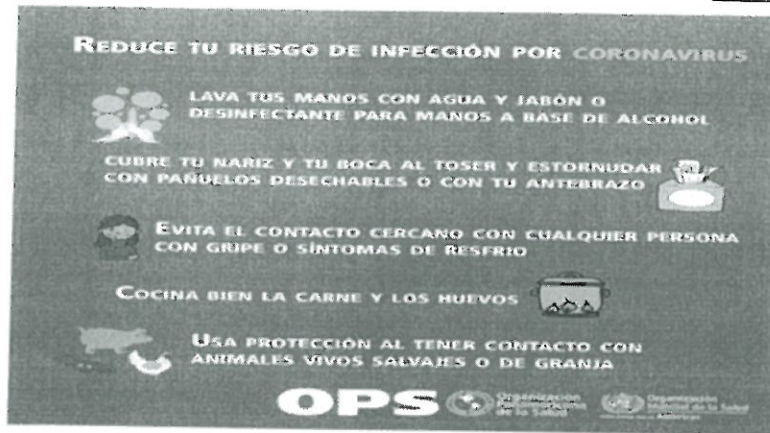 REDUCE TU RIESGO DE INFECCIÓN POR CORONAVIRUS
LAVA TUS MANOS CON AGUA Y JABÓN O
DESINFECTANTE PARA MANOS A BASE DE ALCOHOL
CUBRE TU NARIZ Y TU BOCA AL TOSER Y ESTORNUDAR
CON PAÑUELOS DESECHABLES O CON TU ANTEBRAZO
EVITA EL CONTACTO CERCANO CON CUALQUIER PERSONA
CON GRIPE O SÍNTOMAS DE RESFRIO
COCINA BIEN LA CARNE Y LOS HUEVOS
USA PROTECCIÓN AL TENER CONTACTO CON
ANIMALES VIVOS SALVAJES O DE GRANJA
OPS
Organización
Panamericana
de la Salud
Organización
Mundial de la Salud
Américas